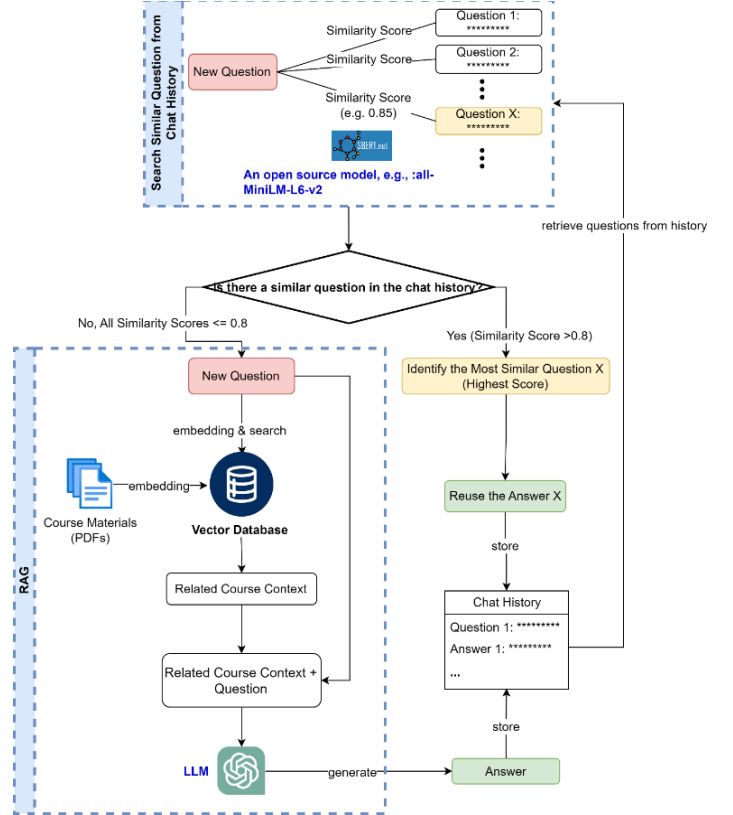 Search Similar Question from
Chat History
New Question
Similarity Score
Similarity Score
Similarity Score
(e.g. 0.85)
Question 1:
*********
Question 2:
*********
Question X:
*********
SBERT.net
An open source model, e.g., :all-
MiniLM-L6-v2
retrieve questions from history
Is there a similar question in the chat history?
No, All Similarity Scores <= 0.8
Yes (Similarity Score >0.8)
RAG
New Question
embedding & search
embedding
Course Materials
(PDFs)
Vector Database
Related Course Context
Related Course Context +
Question
LLM
generate
Identify the Most Similar Question X
(Highest Score)
Reuse the Answer X
store
Chat History
Question 1: *********
Answer 1: *********
...
store
Answer